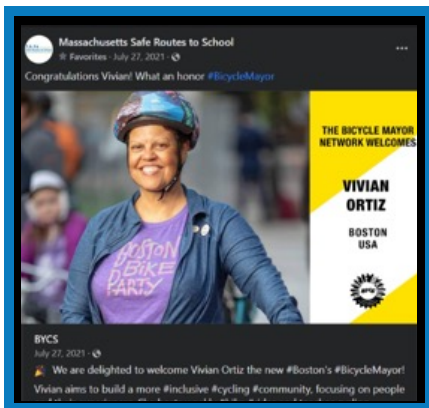 Massachusetts Safe Routes to School
Favorites · July 27, 2021 ·
Congratulations Vivian! What an honor #BicycleMayor
THE BICYCLE MAYOR
NETWORK WELCOMES
VIVIAN
ORTIZ
BOSTON
USA
BOSTON
BIKE
PARTY
BYCS
July 27, 2021 ·
We are delighted to welcome Vivian Ortiz the new #Boston's #BicycleMayor!
Vivian aims to build a more #inclusive #cycling #community, focusing on people